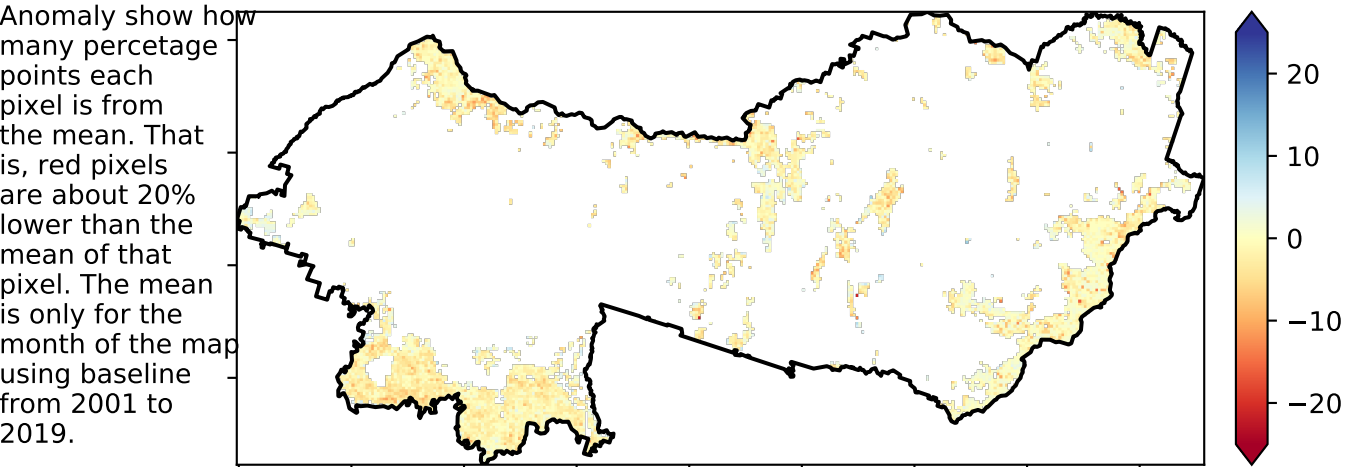 Anomaly show how
many percetage
points each
pixel is from
the mean. That
is, red pixels
are about 20%
lower than the
mean of that
pixel. The mean
is only for the
month of the map
using baseline
from 2001 to
2019.
20
10
0
−10
−20